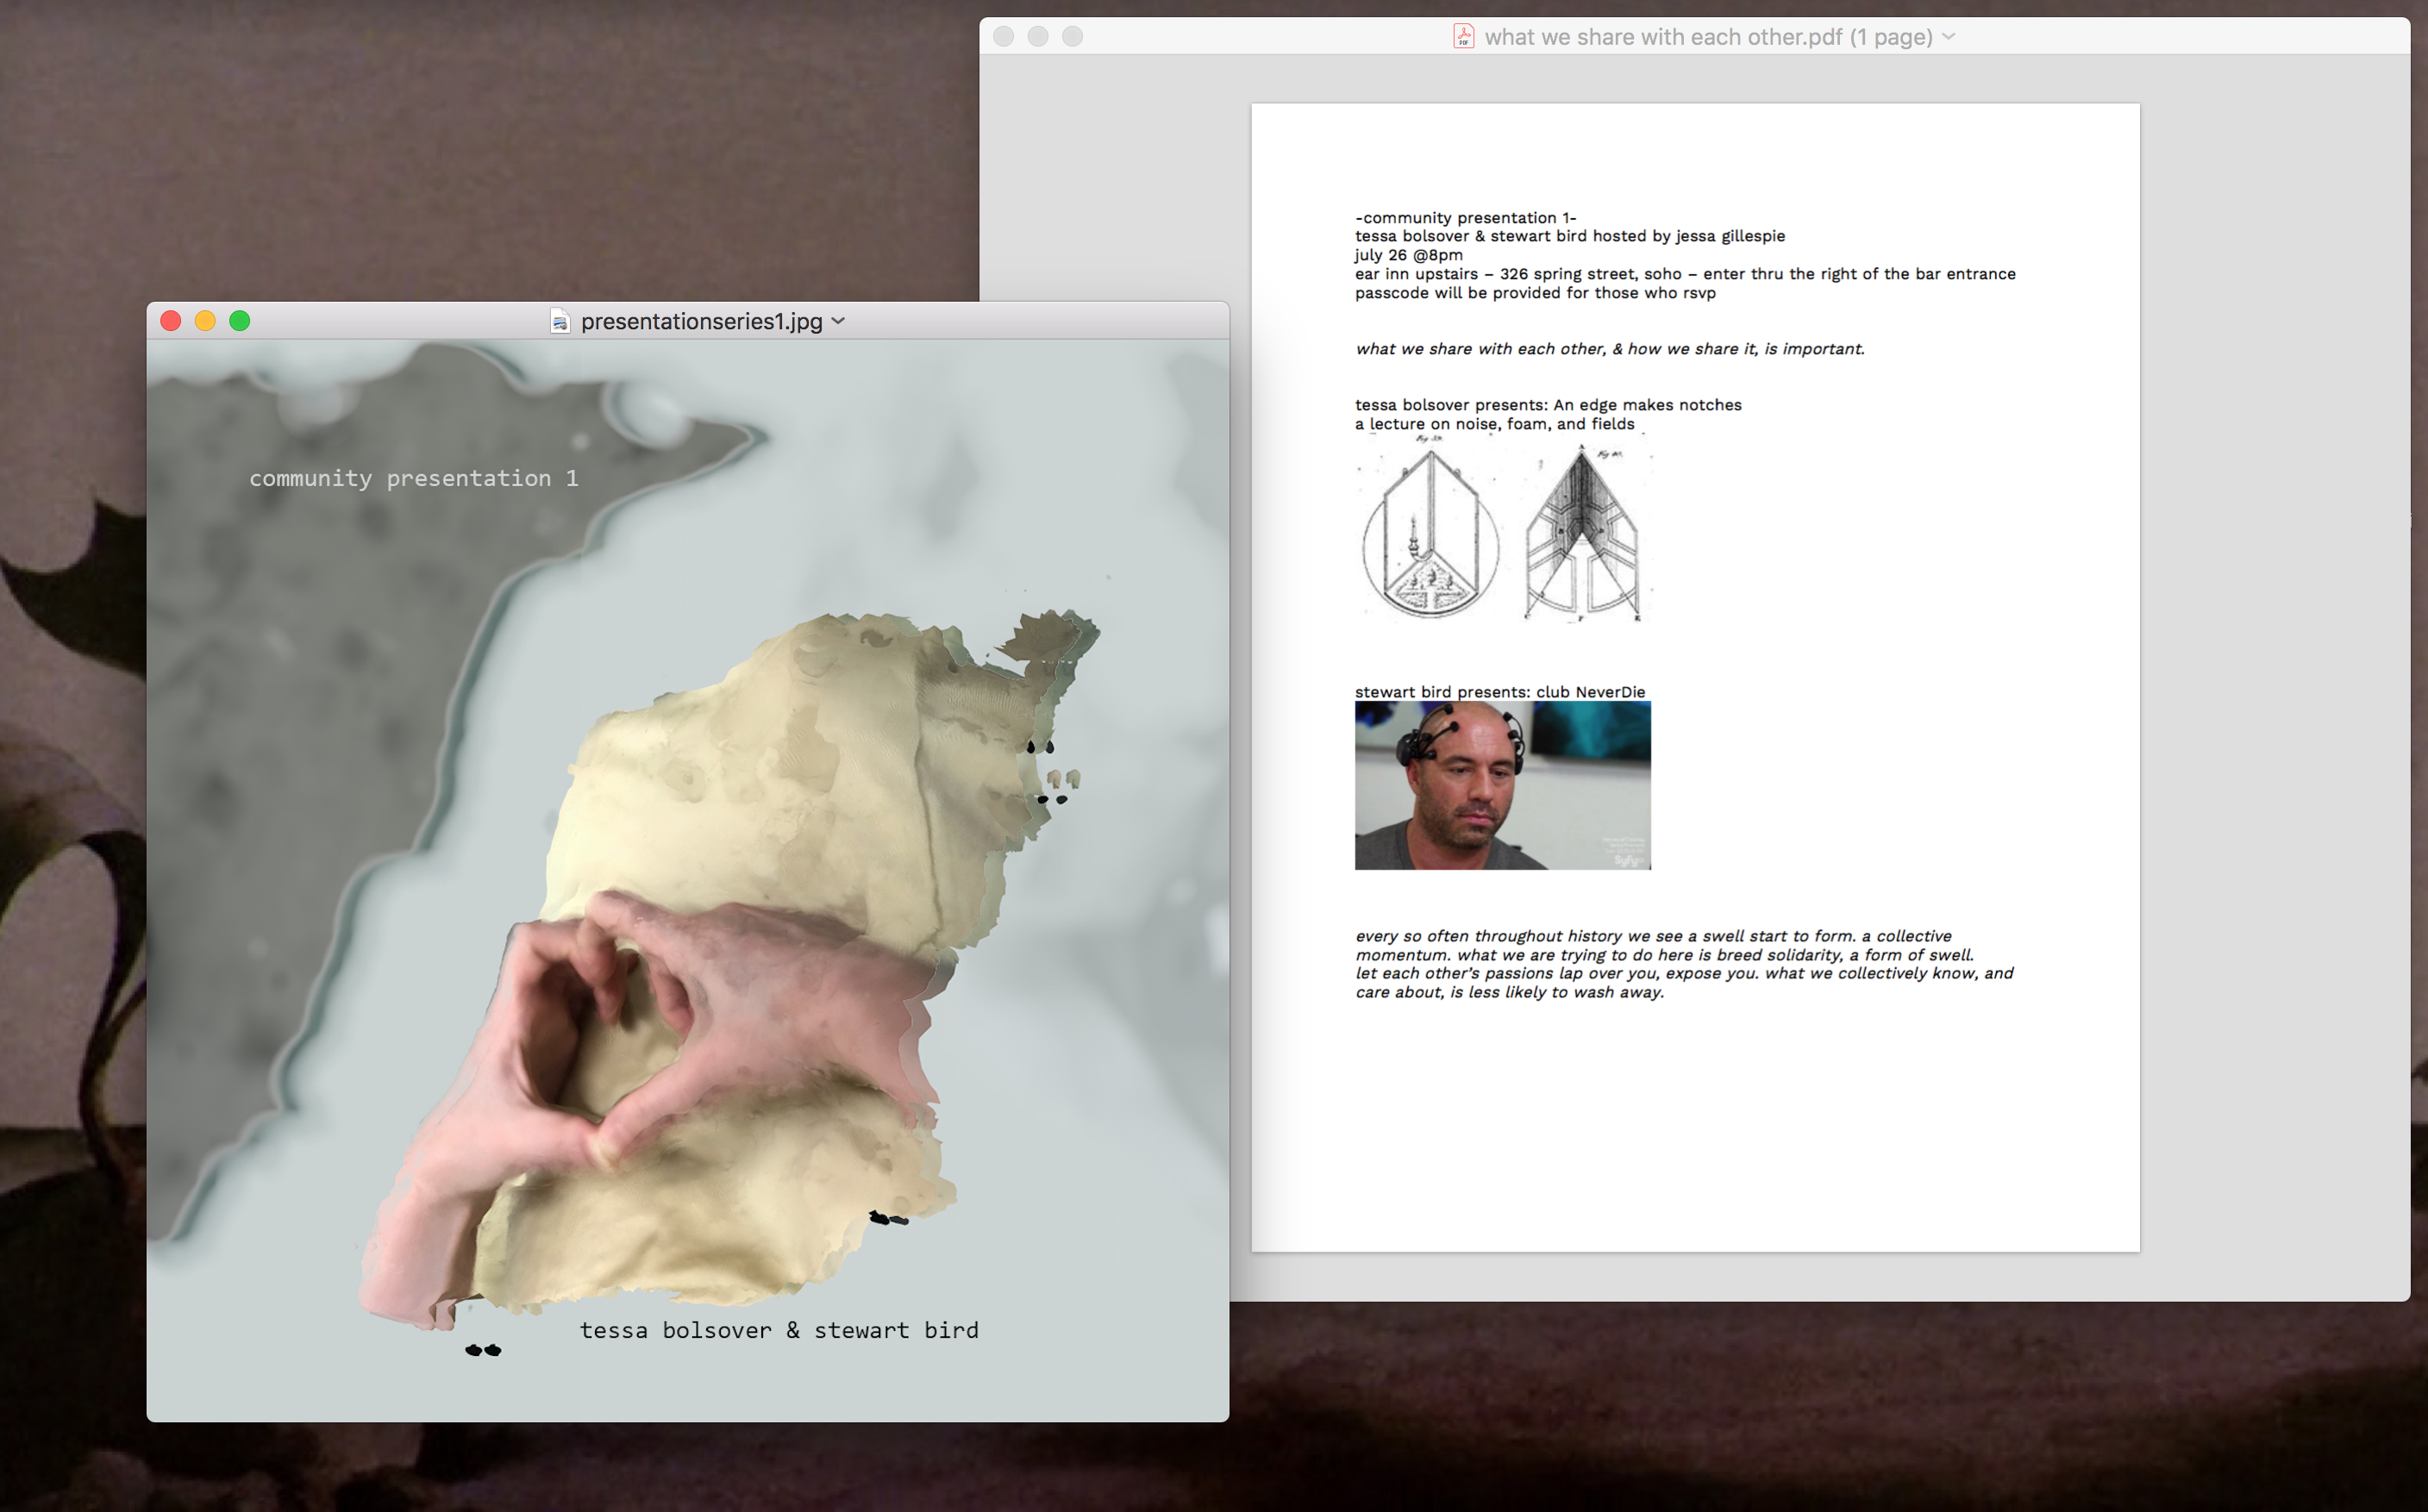 what we share with each other.pdf (1 page)
-community presentation 1-
tessa bolsover & stewart bird hosted by jessa gillespie
july 26 @8pm
ear inn upstairs – 326 spring street, soho – enter thru the right of the bar entrance
passcode will be provided for those who rsvp
what we share with each other, & how we share it, is important.
tessa bolsover presents: An edge makes notches
a lecture on noise, foam, and fields
Fig 39.
Fig 40.
A
stewart bird presents: club NeverDie
Syfy
every so often throughout history we see a swell start to form. a collective
momentum. what we are trying to do here is breed solidarity, a form of swell.
let each other’s passions lap over you, expose you. what we collectively know, and
care about, is less likely to wash away.
presentationseries1.jpg
community presentation 1
tessa bolsover & stewart bird